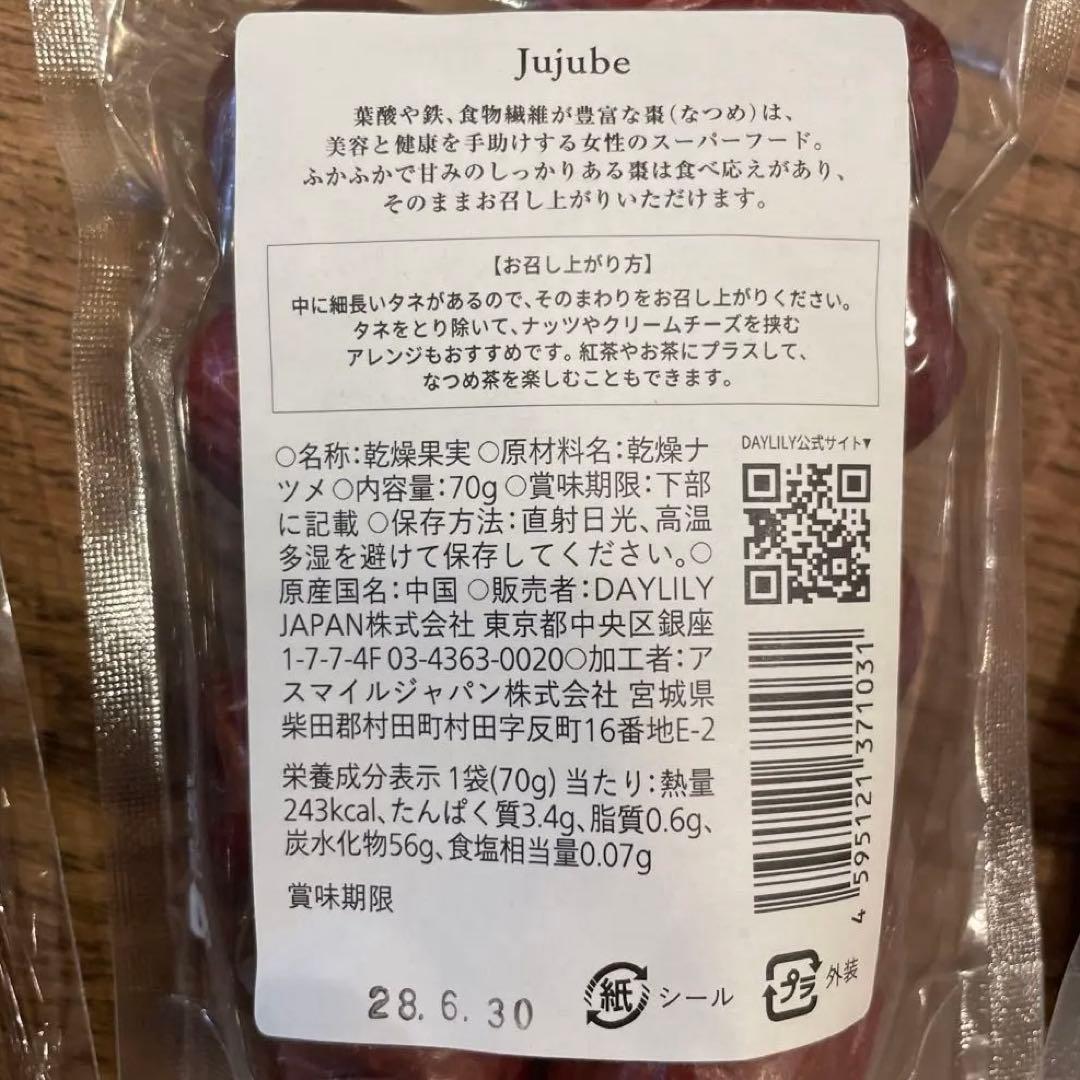 Jujube
葉酸や鉄、食物繊維が豊富な棗(なつめ)は、
美容と健康を手助けする女性のスーパーフード。
ふかふかで甘みのしっかりある棗は食べ応えがあり、
そのままお召し上がりいただけます。
【お召し上がり方】
中に細長いタネがあるので、そのまわりをお召し上がりください。
タネをとり除いて、ナッツやクリームチーズを挟む
アレンジもおすすめです。紅茶やお茶にプラスして、
なつめ茶を楽しむこともできます。
○名称:乾燥果実 ○原材料名:乾燥ナ
ツメ ○内容量:70g ○賞味期限:下部
に記載 ○保存方法:直射日光、高温
多湿を避けて保存してください。○
原産国名:中国 ○販売者:DAYLILY
JAPAN株式会社 東京都中央区銀座
1-7-7-4F 03-4363-0020○加工者:ア
スマイルジャパン株式会社 宮城県
柴田郡村田町村田字反町16番地E-2
栄養成分表示 1袋(70g) 当たり:熱量
243kcal、たんぱく質3.4g、脂質0.6g、
炭水化物56g、食塩相当量0.07g
賞味期限
28.6.30
DAYLILY公式サイト▼
4 595121 371031
紙 シール
プラ 外装